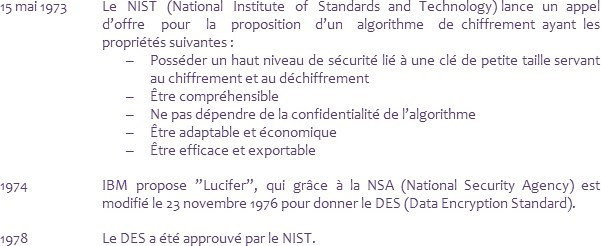 15 mai 1973 Le NIST (National Institute of Standards and Technology) lance un appel
d’offre pour la proposition d’un algorithme de chiffrement ayant les
propriétés suivantes :
– Posséder un haut niveau de sécurité lié à une clé de petite taille servant
au chiffrement et au déchiffrement
– Être compréhensible
– Ne pas dépendre de la confidentialité de l’algorithme
– Être adaptable et économique
– Être efficace et exportable
1974 IBM propose ”Lucifer”, qui grâce à la NSA (National Security Agency) est
modifié le 23 novembre 1976 pour donner le DES (Data Encryption Standard).
1978 Le DES a été approuvé par le NIST.